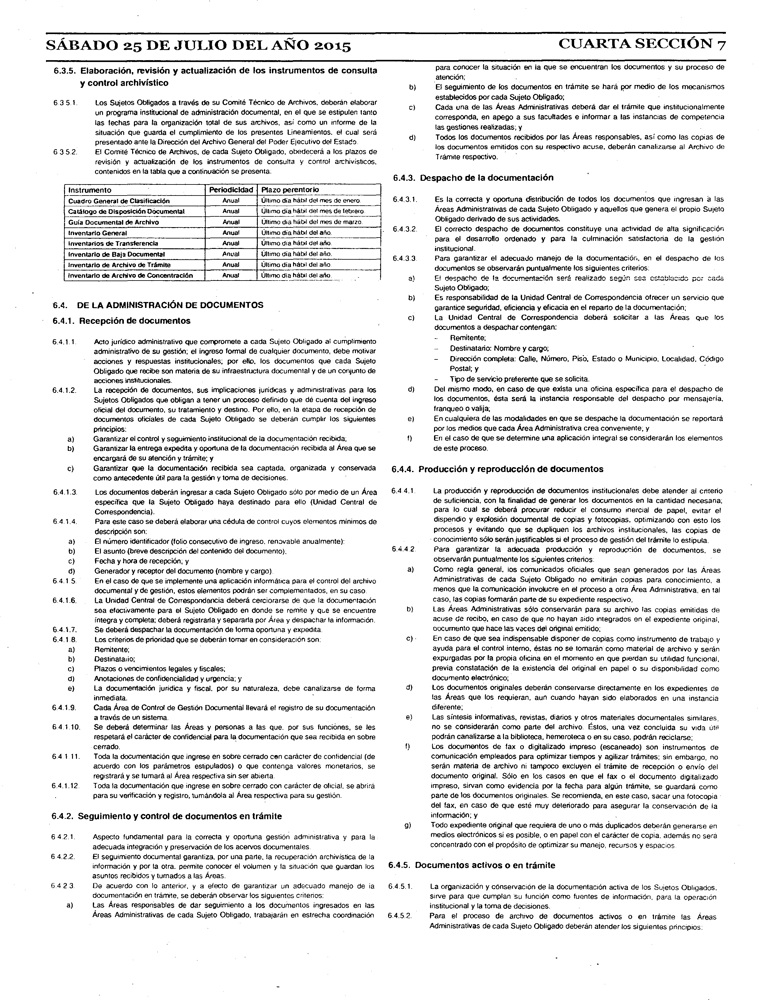 SÁBADO 25 DE JULIO DEL AÑO 2015
CUARTA SECCIÓN 7
6.3.5. Elaboración, revisión y actualización de los instrumentos de consulta
y control archivístico
6.3.5.1. Los Sujetos Obligados a través de su Comité Técnico de Archivos, deberán elaborar
un programa institucional de administración documental, en el que se estipulen tanto
las fechas para la organización total de sus archivos, así como un informe de la
situación que guarda el cumplimiento de los presentes Lineamientos, el cual será
presentado ante la Dirección del Archivo General del Poder Ejecutivo del Estado.
6.3.5.2. El Comité Técnico de Archivos, de cada Sujeto Obligado, obedecerá a los plazos de
revisión y actualización de los instrumentos de consulta y control archivísticos,
contenidos en la tabla que a continuación se presenta:
Instrumento Periodicidad Plazo perentorio
Cuadro General de Clasificación Anual Último día hábil del mes de enero.
Catálogo de Disposición Documental Anual Último día hábil del mes de febrero.
Guía Documental de Archivo Anual Último día hábil del mes de marzo.
Inventario General Anual Último día hábil del año.
Inventarios de Transferencia Anual Último día hábil del año.
Inventario de Baja Documental Anual Último día hábil del año.
Inventario de Archivo de Trámite Anual Último día hábil del año.
Inventario de Archivo de Concentración Anual Último día hábil del año.
6.4. DE LA ADMINISTRACIÓN DE DOCUMENTOS
6.4.1. Recepción de documentos
6.4.1.1. Acto jurídico administrativo que compromete a cada Sujeto Obligado al cumplimiento
administrativo de su gestión; el ingreso formal de cualquier documento, debe motivar
acciones y respuestas institucionales; por ello, los documentos que cada Sujeto
Obligado que recibe son materia de su infraestructura documental y de un conjunto de
acciones institucionales.
6.4.1.2. La recepción de documentos, sus implicaciones jurídicas y administrativas para los
Sujetos Obligados que obligan a tener un proceso definido que dé cuenta del ingreso
oficial del documento, su tratamiento y destino. Por ello, en la etapa de recepción de
documentos oficiales de cada Sujeto Obligado se deberán cumplir los siguientes
principios:
a) Garantizar el control y seguimiento institucional de la documentación recibida;
b) Garantizar la entrega expedita y oportuna de la documentación recibida al Área que se
encargará de su atención y trámite; y
c) Garantizar que la documentación recibida sea captada, organizada y conservada
como antecedente útil para la gestión y toma de decisiones.
6.4.1.3. Los documentos deberán ingresar a cada Sujeto Obligado sólo por medio de un Área
específica que la Sujeto Obligado haya destinado para ello (Unidad Central de
Correspondencia).
6.4.1.4. Para este caso se deberá elaborar una cédula de control cuyos elementos mínimos de
descripción son:
a) El número identificador (folio consecutivo de ingreso, renovable anualmente);
b) El asunto (breve descripción del contenido del documento);
c) Fecha y hora de recepción; y
d) Generador y receptor del documento (nombre y cargo).
6.4.1.5. En el caso de que se implemente una aplicación informática para el control del archivo
documental y de gestión, estos elementos podrán ser complementados, en su caso.
6.4.1.6. La Unidad Central de Correspondencia deberá cerciorarse de que la documentación
sea efectivamente para el Sujeto Obligado en donde se remite y que se encuentre
íntegra y completa; deberá registrarla y separarla por Área y despachar la información.
6.4.1.7. Se deberá despachar la documentación de forma oportuna y expedita.
6.4.1.8. Los criterios de prioridad que se deberán tomar en consideración son:
a) Remitente;
b) Destinatario;
c) Plazos o vencimientos legales y fiscales;
d) Anotaciones de confidencialidad y urgencia; y
e) La documentación jurídica y fiscal, por su naturaleza, debe canalizarse de forma
inmediata.
6.4.1.9. Cada Área de Control de Gestión Documental llevará el registro de su documentación
a través de un sistema.
6.4.1.10. Se deberá determinar las Áreas y personas a las que, por sus funciones, se les
respetará el carácter de confidencial para la documentación que sea recibida en sobre
cerrado.
6.4.1.11. Toda la documentación que ingrese en sobre cerrado con carácter de confidencial (de
acuerdo con los parámetros estipulados) o que contenga valores monetarios, se
registrará y se turnará al Área respectiva sin ser abierta.
6.4.1.12. Toda la documentación que ingrese en sobre cerrado con carácter de oficial, se abrirá
para su verificación y registro, turnándola al Área respectiva para su gestión.
6.4.2. Seguimiento y control de documentos en trámite
6.4.2.1. Aspecto fundamental para la correcta y oportuna gestión administrativa y para la
adecuada integración y preservación de los acervos documentales.
6.4.2.2. El seguimiento documental garantiza, por una parte, la recuperación archivística de la
información y por la otra, permite conocer el volumen y la situación que guardan los
asuntos recibidos y turnados a las Áreas.
6.4.2.3. De acuerdo con lo anterior, y a efecto de garantizar un adecuado manejo de la
documentación en trámite, se deberán observar los siguientes criterios:
a) Las Áreas responsables de dar seguimiento a los documentos ingresados en las
Áreas Administrativas de cada Sujeto Obligado, trabajarán en estrecha coordinación
para conocer la situación en la que se encuentran los documentos y su proceso de
atención;
b) El seguimiento de los documentos en trámite se hará por medio de los mecanismos
establecidos por cada Sujeto Obligado;
c) Cada una de las Áreas Administrativas deberá dar el trámite que institucionalmente
corresponda, en apego a sus facultades e informar a las instancias de competencia
las gestiones realizadas; y
d) Todos los documentos recibidos por las Áreas responsables, así como las copias de
los documentos emitidos con su respectivo acuse, deberán canalizarse al Archivo de
Trámite respectivo.
6.4.3. Despacho de la documentación
6.4.3.1. Es la correcta y oportuna distribución de todos los documentos que ingresan a las
Áreas Administrativas de cada Sujeto Obligado y aquellos que genera el propio Sujeto
Obligado derivado de sus actividades.
6.4.3.2. El correcto despacho de documentos constituye una actividad de alta significación
para el desarrollo ordenado y para la culminación satisfactoria de la gestión
institucional.
6.4.3.3. Para garantizar el adecuado manejo de la documentación, en el despacho de los
documentos se observarán puntualmente los siguientes criterios:
a) El despacho de la documentación será realizado según sea establecido por cada
Sujeto Obligado;
b) Es responsabilidad de la Unidad Central de Correspondencia ofrecer un servicio que
garantice seguridad, eficiencia y eficacia en el reparto de la documentación;
c) La Unidad Central de Correspondencia deberá solicitar a las Áreas que los
documentos a despachar contengan:
– Remitente;
– Destinatario: Nombre y cargo;
– Dirección completa: Calle, Número, Piso, Estado o Municipio, Localidad, Código
Postal; y
– Tipo de servicio preferente que se solicita.
d) Del mismo modo, en caso de que exista una oficina específica para el despacho de
los documentos, ésta será la instancia responsable del despacho por mensajería,
franqueo o valija;
e) En cualquiera de las modalidades en que se despache la documentación se reportará
por los medios que cada Área Administrativa crea conveniente; y
f) En el caso de que se determine una aplicación integral se considerarán los elementos
de este proceso.
6.4.4. Producción y reproducción de documentos
6.4.4.1. La producción y reproducción de documentos institucionales debe atender al criterio
de suficiencia, con la finalidad de generar los documentos en la cantidad necesaria;
para lo cual se deberá procurar reducir el consumo inercial de papel, evitar el
dispendio y explosión documental de copias y fotocopias, optimizando con esto los
procesos y evitando que se dupliquen los archivos institucionales, las copias de
conocimiento sólo serán justificables si el proceso de gestión del trámite lo estipula.
6.4.4.2. Para garantizar la adecuada producción y reproducción de documentos, se
observarán puntualmente los siguientes criterios:
a) Como regla general, los comunicados oficiales que sean generados por las Áreas
Administrativas de cada Sujeto Obligado no emitirán copias para conocimiento, a
menos que la comunicación involucre en el proceso a otra Área Administrativa, en tal
caso, las copias formarán parte de su expediente respectivo;
b) Las Áreas Administrativas sólo conservarán para su archivo las copias emitidas de
acuse de recibo, en caso de que no hayan sido integrados en el expediente original,
documento que hace las veces del original emitido;
c) En caso de que sea indispensable disponer de copias como instrumento de trabajo y
ayuda para el control interno, éstas no se tomarán como material de archivo y serán
expurgadas por la propia oficina en el momento en que pierdan su utilidad funcional,
previa constatación de la existencia del original en papel o su disponibilidad como
documento electrónico;
d) Los documentos originales deberán conservarse directamente en los expedientes de
las Áreas que los requieran, aun cuando hayan sido elaborados en una instancia
diferente;
e) Las síntesis informativas, revistas, diarios y otros materiales documentales similares,
no se considerarán como parte del archivo. Éstos, una vez concluida su vida útil
podrán canalizarse a la biblioteca, hemeroteca o en su caso, podrán reciclarse;
f) Los documentos de fax o digitalizado impreso (escaneado) son instrumentos de
comunicación empleados para optimizar tiempos y agilizar trámites; sin embargo, no
serán materia de archivo ni tampoco excluyen el trámite de recepción o envío del
documento original. Sólo en los casos en que el fax o el documento digitalizado
impreso, sirvan como evidencia por la fecha para algún trámite, se guardará como
parte de los documentos originales. Se recomienda, en este caso, sacar una fotocopia
del fax, en caso de que esté muy deteriorado para asegurar la conservación de la
información; y
g) Todo expediente original que requiera de uno o más duplicados deberán generarse en
medios electrónicos si es posible, o en papel con el carácter de copia, además no será
concentrado con el propósito de optimizar su manejo, recursos y espacios.
6.4.5. Documentos activos o en trámite
6.4.5.1. La organización y conservación de la documentación activa de los Sujetos Obligados,
sirve para que cumplan su función como fuentes de información, para la operación
institucional y la toma de decisiones.
6.4.5.2. Para el proceso de archivo de documentos activos o en trámite las Áreas
Administrativas de cada Sujeto Obligado deberán atender los siguientes principios: